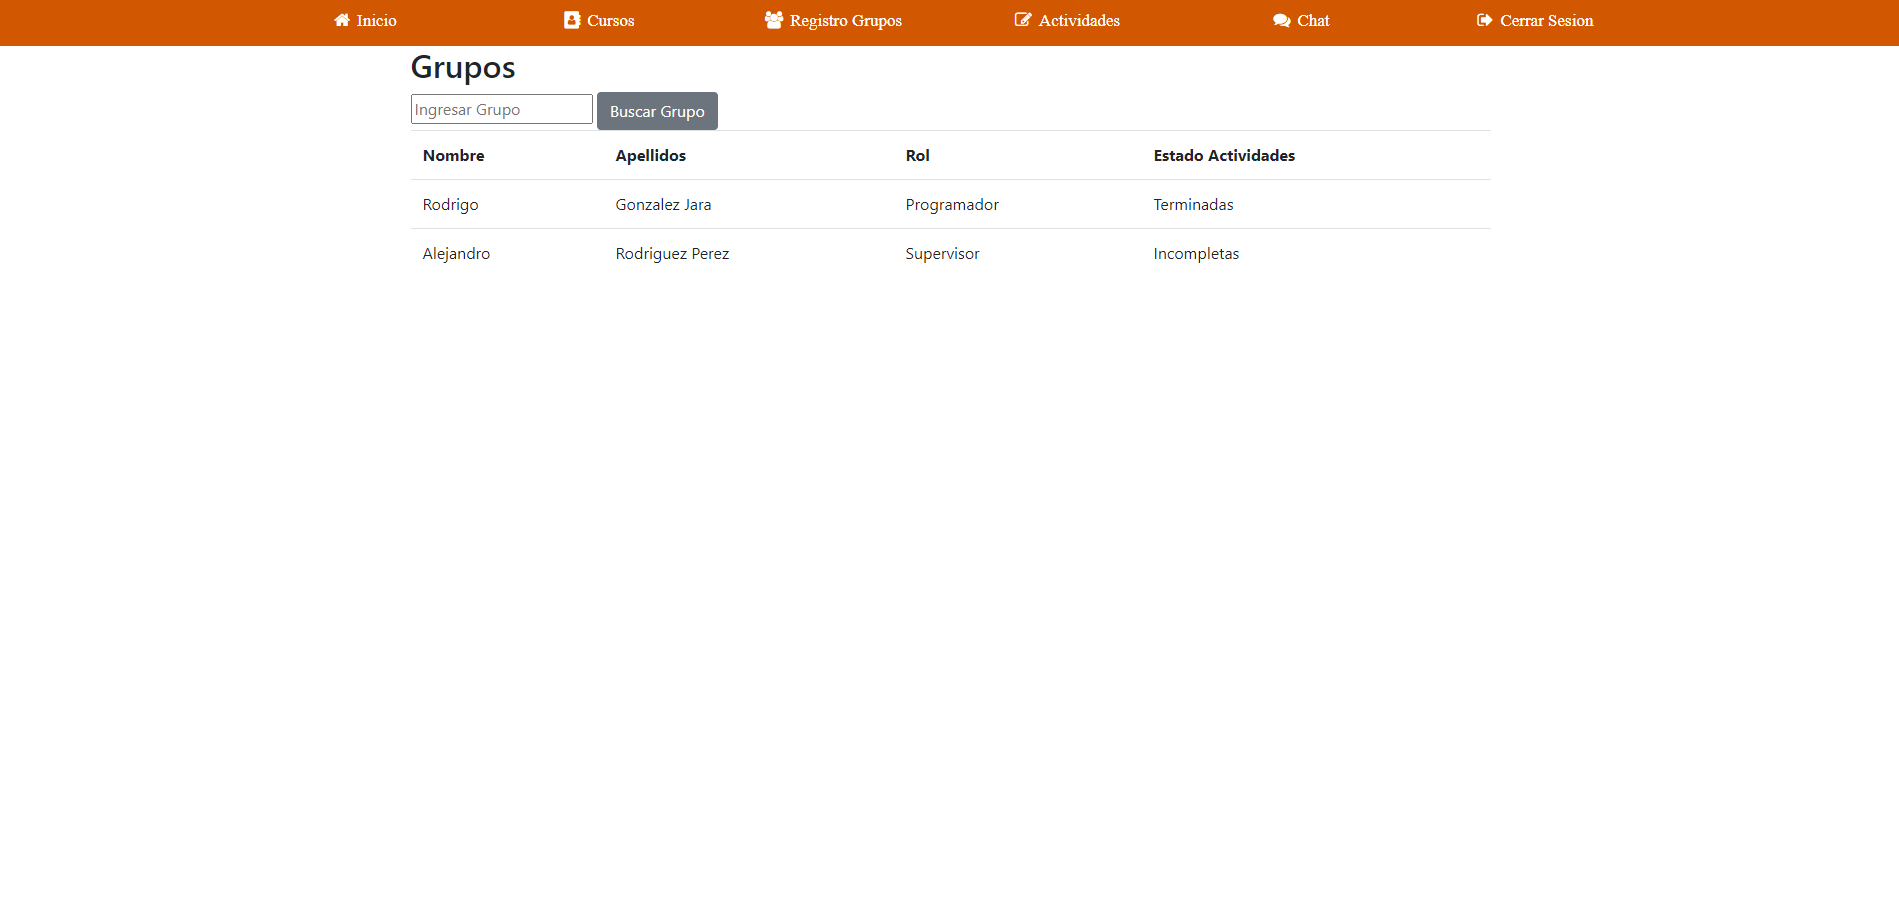 Inicio Cursos Registro Grupos Actividades Chat Cerrar Sesion
Grupos
Ingresar Grupo Buscar Grupo
Nombre Apellidos Rol Estado Actividades
Rodrigo Gonzalez Jara Programador Terminadas
Alejandro Rodriguez Perez Supervisor Incompletas